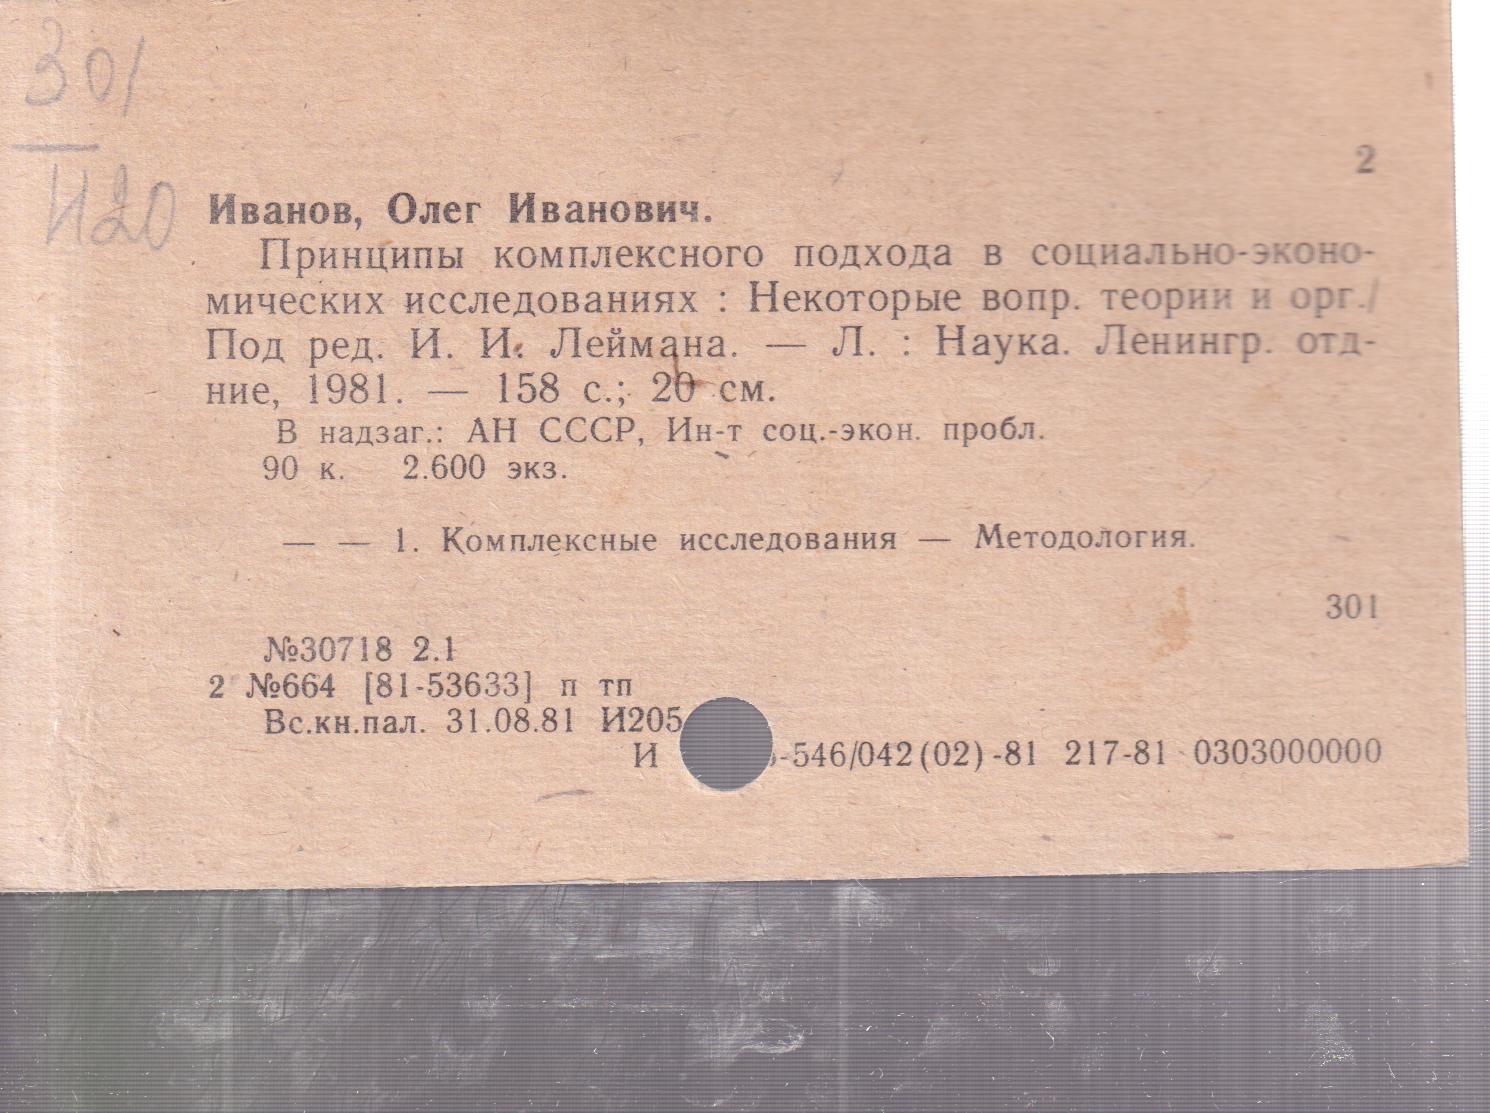 301
И20
2
Иванов, Олег Иванович.
Принципы комплексного подхода в социально-эконо-
мических исследованиях : Некоторые вопр. теории и орг./
Под ред. И. И. Леймана. — Л. : Наука. Ленингр. отд-
ние, 1981. — 158 с.; 20 см.
В надзаг.: АН СССР, Ин-т соц.-экон. пробл.
90 к. 2.600 экз.
— — 1. Комплексные исследования — Методология.
301
№30718 2.1
2 №664 [81-53633] п тп
Вс.кн.пал. 31.08.81 И205
И -546/042(02)-81 217-81 0303000000